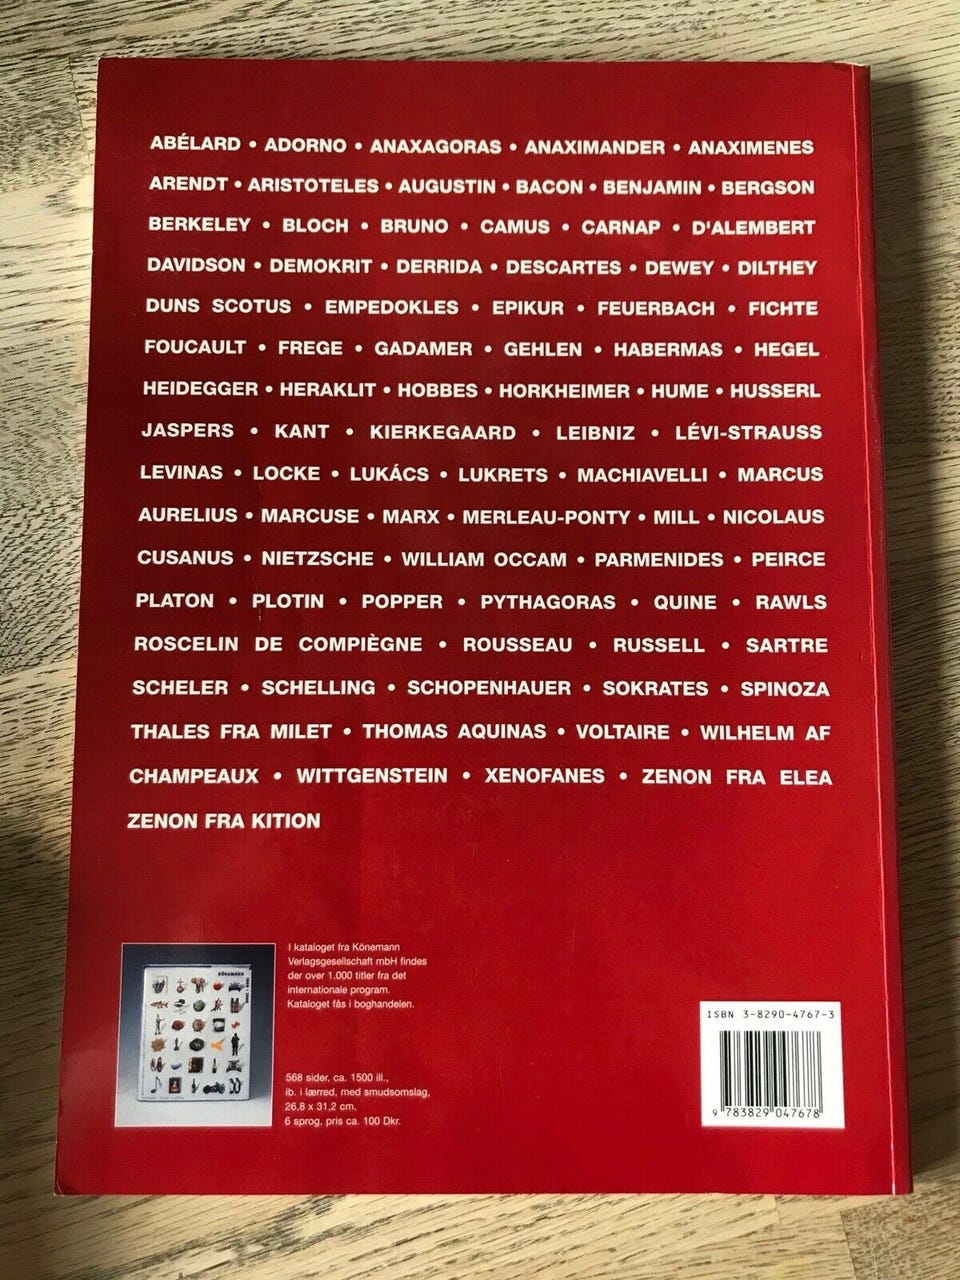 ABÉLARD • ADORNO • ANAXAGORAS • ANAXIMANDER • ANAXIMENES
ARENDT • ARISTOTELES • AUGUSTIN • BACON • BENJAMIN • BERGSON
BERKELEY • BLOCH • BRUNO • CAMUS • CARNAP • D'ALEMBERT
DAVIDSON • DEMOKRIT • DERRIDA • DESCARTES • DEWEY • DILTHEY
DUNS SCOTUS • EMPEDOKLES • EPIKUR • FEUERBACH • FICHTE
FOUCAULT • FREGE • GADAMER • GEHLEN • HABERMAS • HEGEL
HEIDEGGER • HERAKLIT • HOBBES • HORKHEIMER • HUME • HUSSERL
JASPERS • KANT • KIERKEGAARD • LEIBNIZ • LÉVI-STRAUSS
LEVINAS • LOCKE • LUKÁCS • LUKRETS • MACHIAVELLI • MARCUS
AURELIUS • MARCUSE • MARX • MERLEAU-PONTY • MILL • NICOLAUS
CUSANUS • NIETZSCHE • WILLIAM OCCAM • PARMENIDES • PEIRCE
PLATON • PLOTIN • POPPER • PYTHAGORAS • QUINE • RAWLS
ROSCELIN DE COMPIÈGNE • ROUSSEAU • RUSSELL • SARTRE
SCHELER • SCHELLING • SCHOPENHAUER • SOKRATES • SPINOZA
THALES FRA MILET • THOMAS AQUINAS • VOLTAIRE • WILHELM AF
CHAMPEAUX • WITTGENSTEIN • XENOFANES • ZENON FRA ELEA
ZENON FRA KITION
KÖNEMANN
I kataloget fra Könemann
Verlagsgesellschaft mbH findes
der over 1.000 titler fra det
internationale program.
Kataloget fås i boghandelen.
568 sider, ca. 1500 ill.,
ib. i lærred, med smudsomslag,
26,8 x 31,2 cm,
6 sprog, pris ca. 100 Dkr.
ISBN 3-8290-4767-3
9 783829 047678